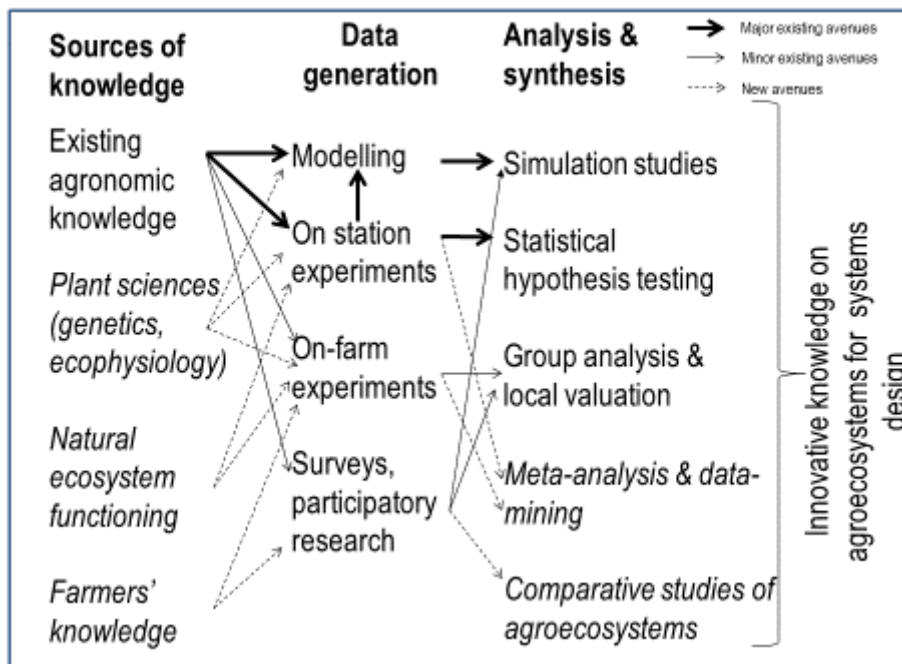 Sources of
knowledge
Existing
agronomic
knowledge
Plant sciences
(genetics,
ecophysiology)
Natural
ecosystem
functioning
Farmers’
knowledge
Data
generation
Modelling
On station
experiments
On-farm
experiments
Surveys,
participatory
research
Analysis &
synthesis
Simulation studies
Statistical
hypothesis testing
Group analysis &
local valuation
Meta-analysis & data-
mining
Comparative studies of
agroecosystems
Major existing avenues
Minor existing avenues
New avenues
Innovative knowledge on
agroecosystems for systems
design